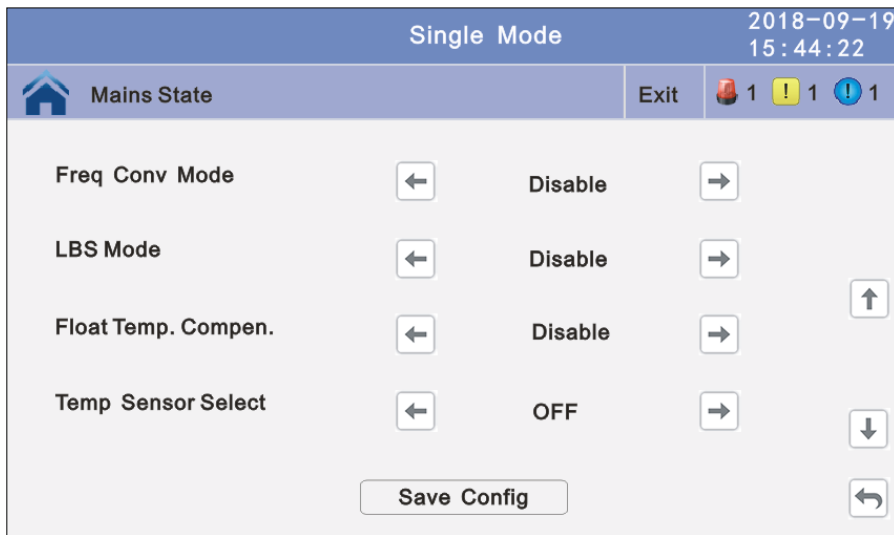 Single Mode
2018-09-19
15:44:22
Mains State
Exit
1
! 1
! 1
Freq Conv Mode
Disable
LBS Mode
Disable
Float Temp. Compen.
Disable
Temp Sensor Select
OFF
Save Config